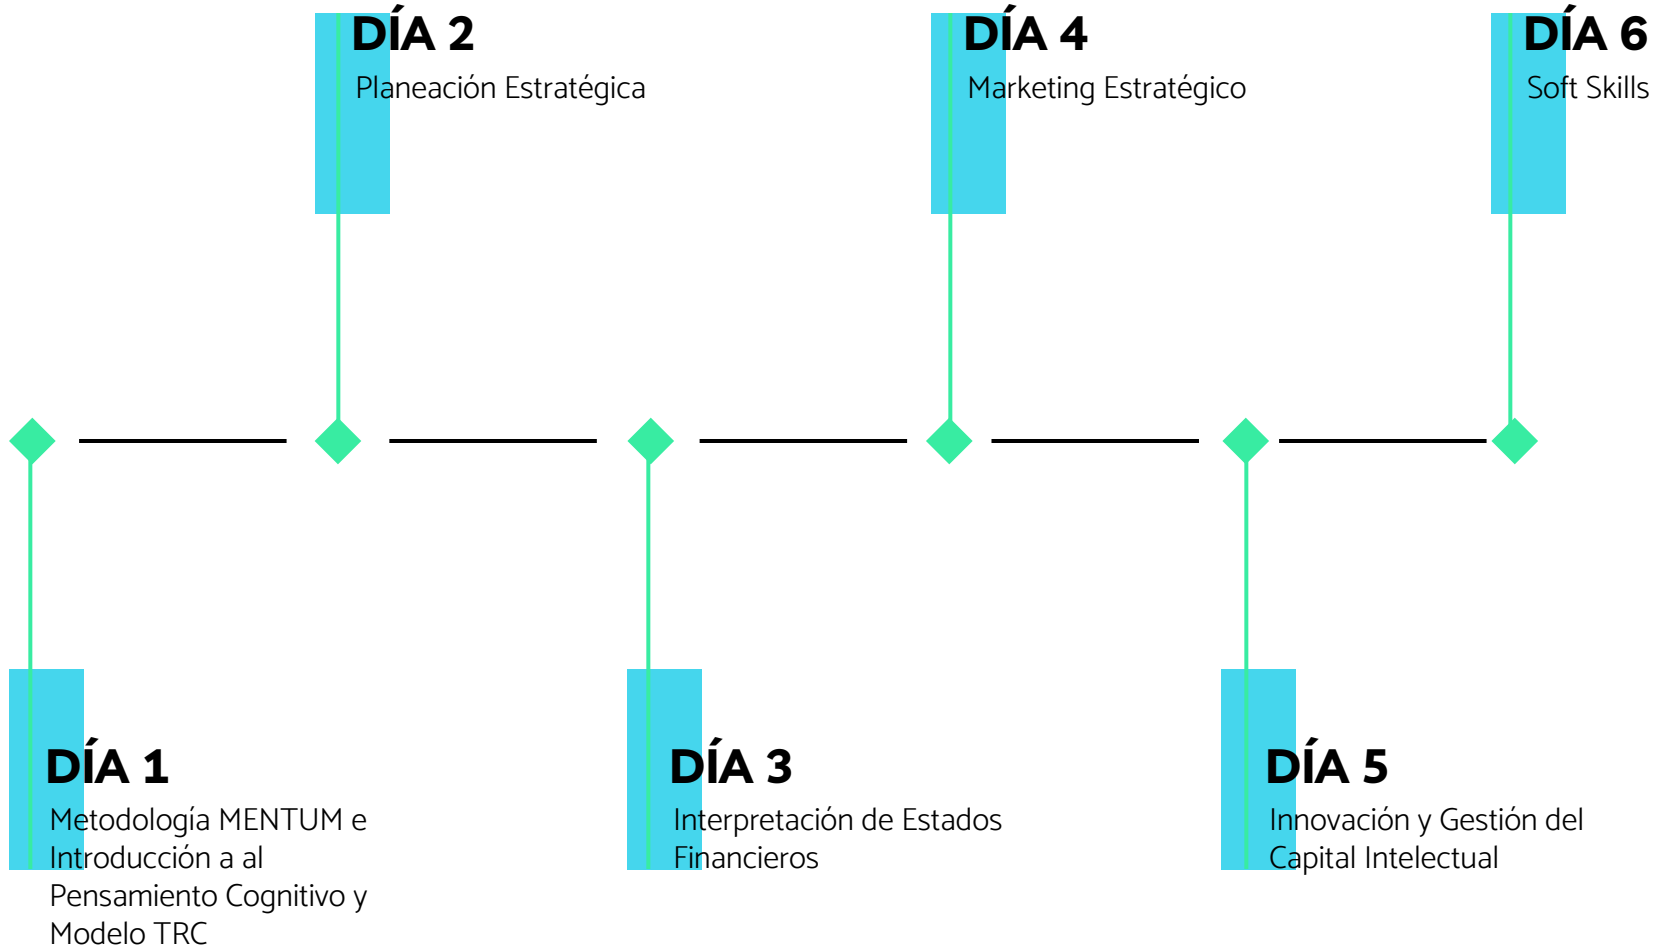 DÍA 1
Metodología MENTUM e
Introducción a al
Pensamiento Cognitivo y
Modelo TRC
DÍA 2
Planeación Estratégica
DÍA 3
Interpretación de Estados
Financieros
DÍA 4
Marketing Estratégico
DÍA 5
Innovación y Gestión del
Capital Intelectual
DÍA 6
Soft Skills